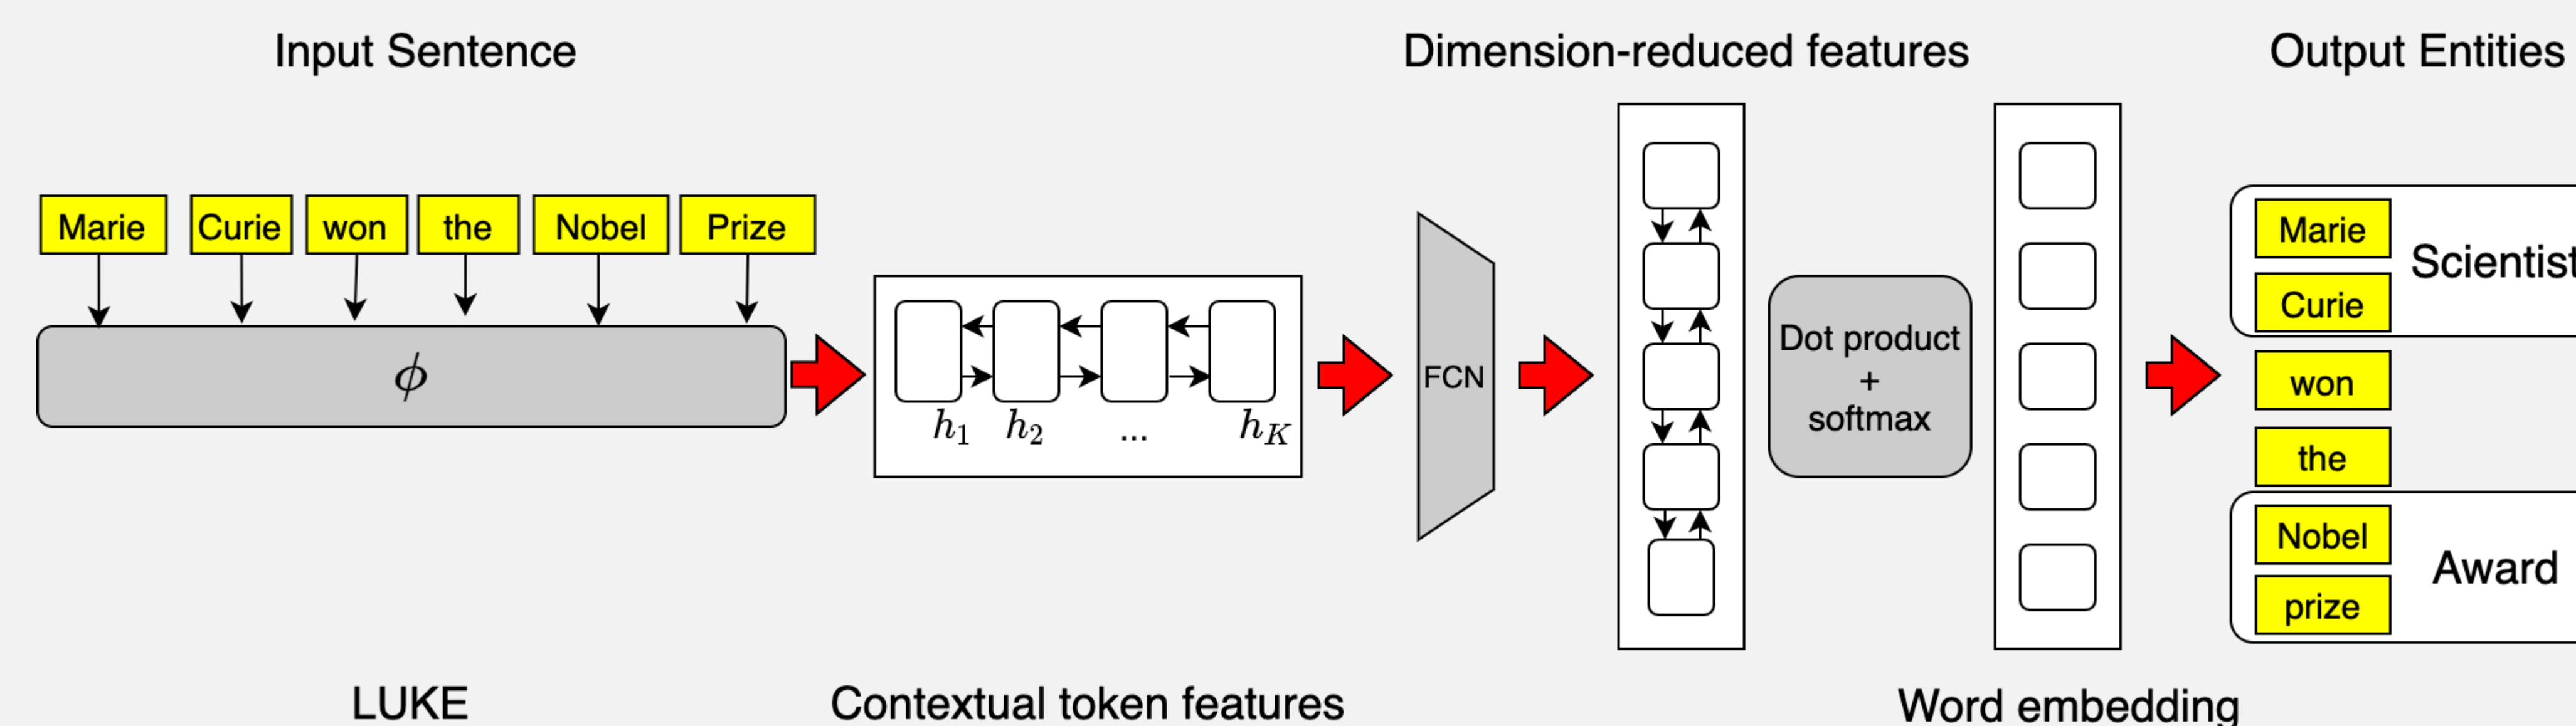 Input Sentence
Dimension-reduced features
Output Entities
Marie Curie won the Nobel Prize
ϕ
h1 h2 ... hK
FCN
Dot product
+
softmax
Marie
Curie
Scientist
won
the
Nobel
prize
Award
LUKE
Contextual token features
Word embedding